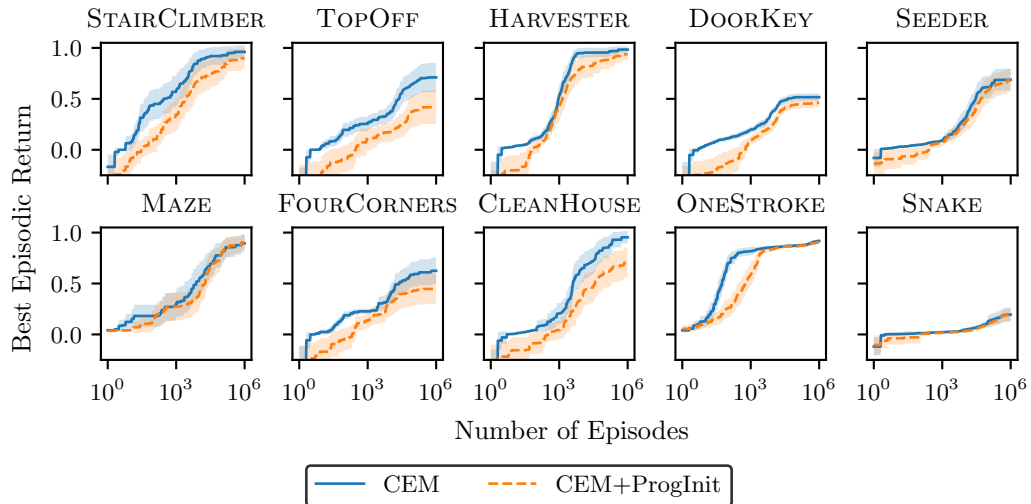 STAIRCLIMBER TOPOFF HARVESTER DOORKEY SEEDER
1.0
0.5
0.0
MAZE FOURCORNERS CLEANHOUSE ONESTROKE SNAKE
1.0
0.5
0.0
10^0 10^3 10^6 10^0 10^3 10^6 10^0 10^3 10^6 10^0 10^3 10^6 10^0 10^3 10^6
Best Episodic Return
Number of Episodes
CEM CEM+ProgInit